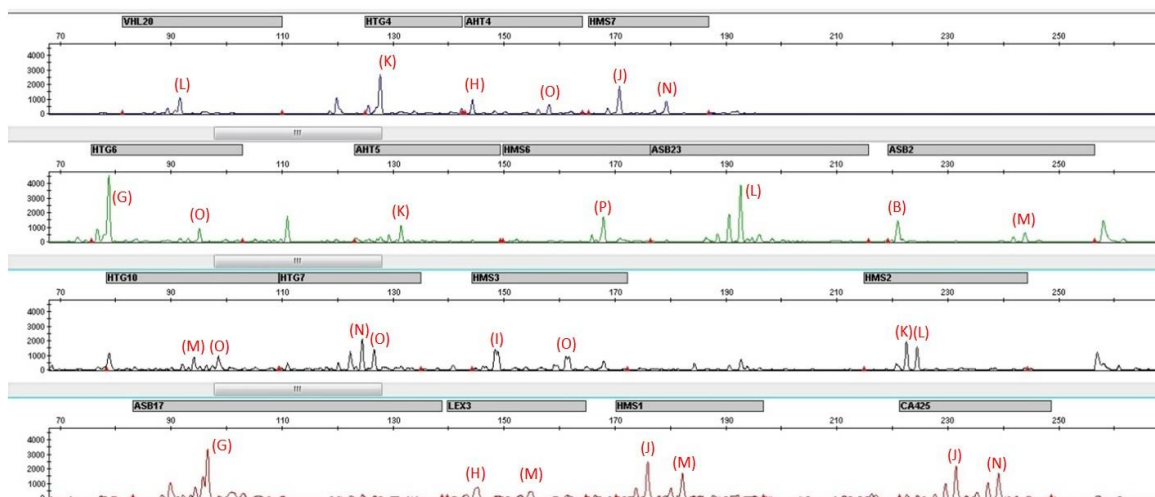 VHL20 HTG4 AHT4 HMS7
70 90 110 130 150 170 190 210 230 250
4000
3000
2000
1000
0
(L) (K) (H) (O) (J) (N)
HTG6 AHT5 HMS6 ASB23 ASB2
70 90 110 130 150 170 190 210 230 250
4000
3000
2000
1000
0
(G) (O) (K) (P) (L) (B) (M)
HTG10 HTG7 HMS3 HMS2
70 90 110 130 150 170 190 210 230 250
4000
3000
2000
1000
0
(M) (O) (N) (O) (I) (O) (K) (L)
ASB17 LEX3 HMS1 CA425
70 90 110 130 150 170 190 210 230 250
4000
3000
2000
1000
0
(G) (H) (M) (J) (M) (J) (N)